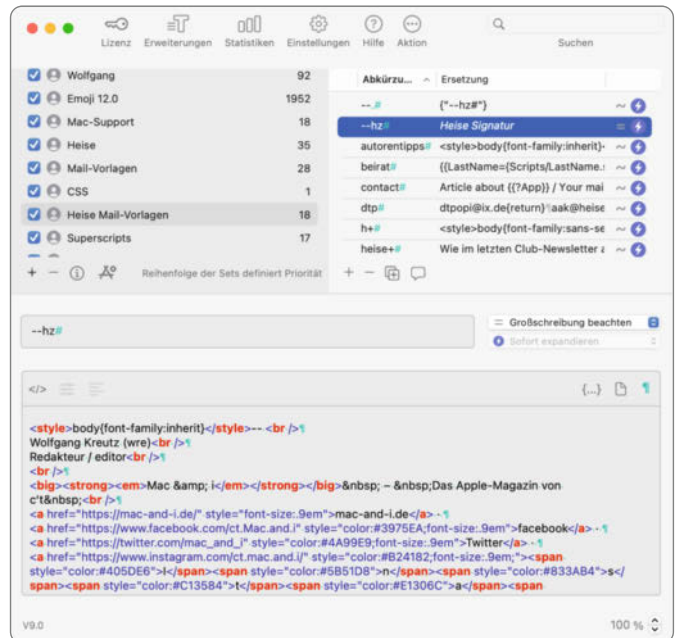 Lizenz Erweiterungen Statistiken Einstellungen Hilfe Aktion Suchen
Wolfgang 92
Emoji 12.0 1952
Mac-Support 18
Heise 35
Mail-Vorlagen 28
CSS 1
Heise Mail-Vorlagen 18
Superscripts 17
Reihenfolge der Sets definiert Priorität
Abkürzu... Ersetzung
--.# {"--hz#"}
--hz# Heise Signatur
autorentipps# <style>body{font-family:inherit}
beirat# {{LastName={Scripts/LastName.
contact# Article about {{?App}} / Your mai
dtp# dtpopi@ix.de{return}¶aak@heise
h+# <style>body{font-family:sans-se
heise+# Wie im letzten Club-Newsletter
--hz#
= Großschreibung beachten
Sofort expandieren
</> {...} ¶
<style>body{font-family:inherit}</style>--·<br·/>¶
Wolfgang Kreutz (wre)<br·/>¶
Redakteur / editor<br·/>¶
<br·/>¶
<big><strong><em>Mac &amp; i</em></strong></big>&nbsp; – &nbsp;Das Apple-Magazin von
c't&nbsp;<br·/>¶
<a·href="https://mac-and-i.de/"·style="font-size:.9em">mac-and-i.de</a>·-¶
<a·href="https://www.facebook.com/ct.Mac.and.i"·style="color:#3975EA;font-size:.9em">facebook</a>·-¶
<a·href="https://twitter.com/mac_and_i"·style="color:#4A99E9;font-size:.9em">Twitter</a>·-¶
<a·href="https://www.instagram.com/ct.mac.and.i/"·style="color:#B24182;font-size:.9em;"><span·
style="color:#405DE6">I</span><span·style="color:#5B51D8">n</span><span·style="color:#833AB4">s</
span><span·style="color:#C13584">t</span><span·style="color:#E1306C">a</span><span·
V9.0 100 %